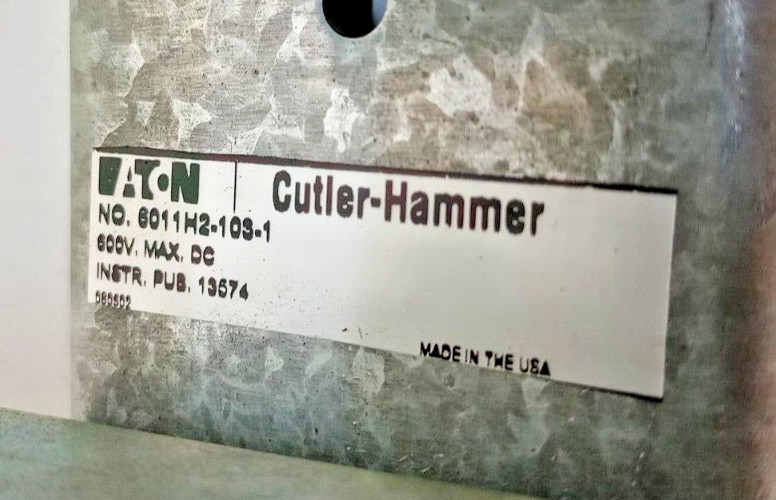 EATON Cutler-Hammer
NO. 6011H2-103-1
600V. MAX. DC
INSTR. PUB. 13574
MADE IN THE USA